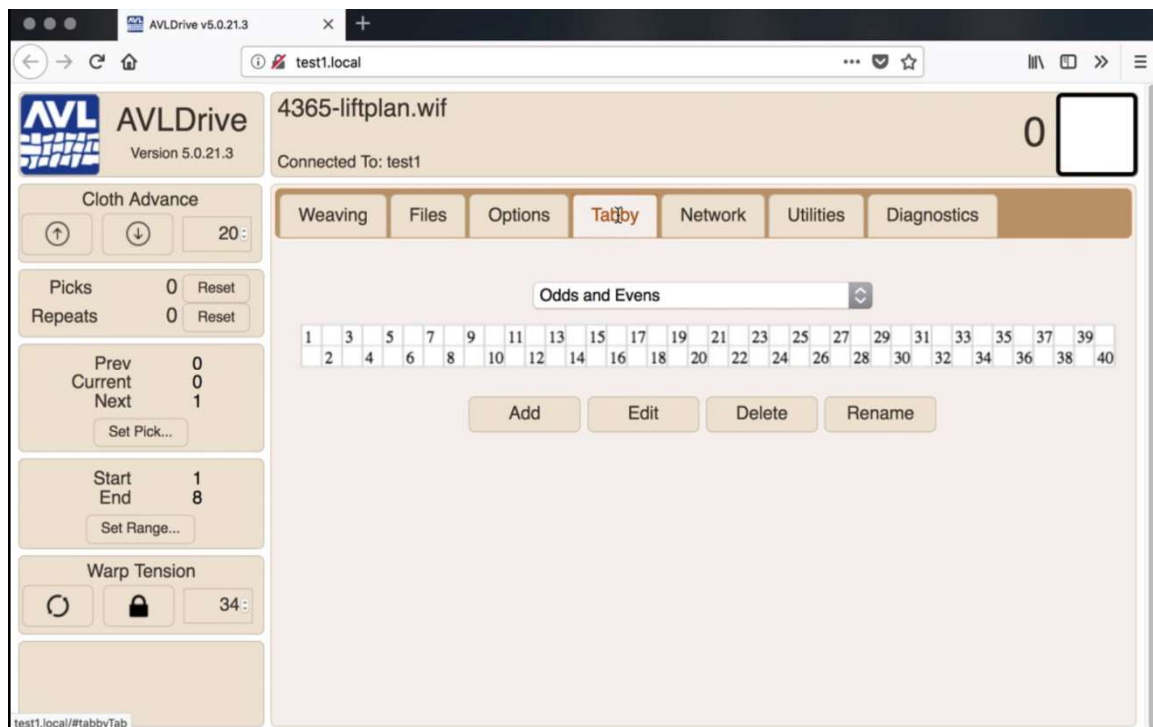 AVLDrive v5.0.21.3
test1.local
AVL
AVLDrive
Version 5.0.21.3
4365-liftplan.wif
Connected To: test1
0
Cloth Advance
20
Picks 0 Reset
Repeats 0 Reset
Prev 0
Current 0
Next 1
Set Pick...
Start 1
End 8
Set Range...
Warp Tension
34
Weaving Files Options Tabby Network Utilities Diagnostics
Odds and Evens
1 3 5 7 9 11 13 15 17 19 21 23 25 27 29 31 33 35 37 39
2 4 6 8 10 12 14 16 18 20 22 24 26 28 30 32 34 36 38 40
Add Edit Delete Rename
test1.local/#tabbyTab